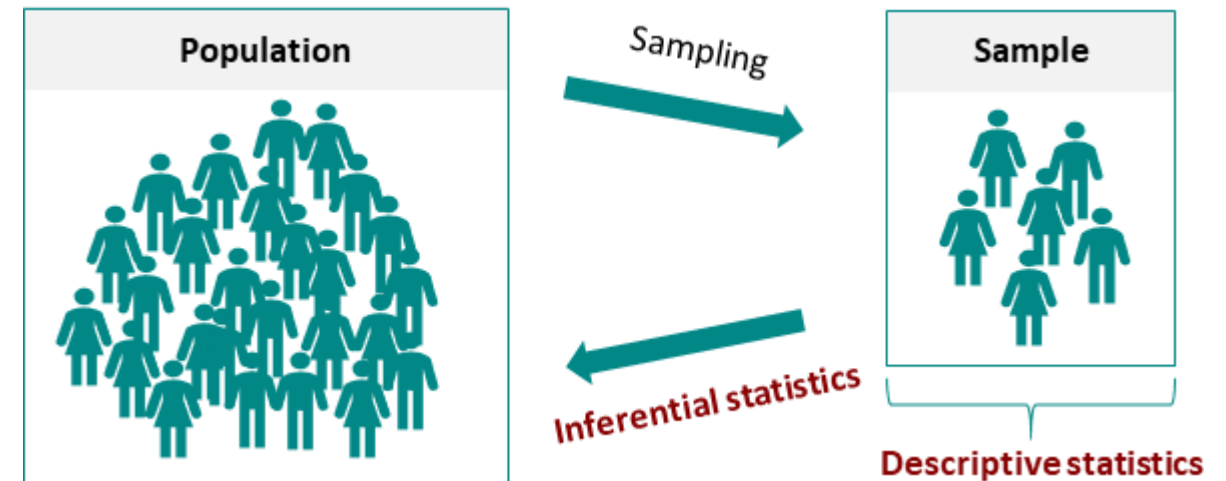 Population
Sampling
Sample
Inferential statistics
Descriptive statistics